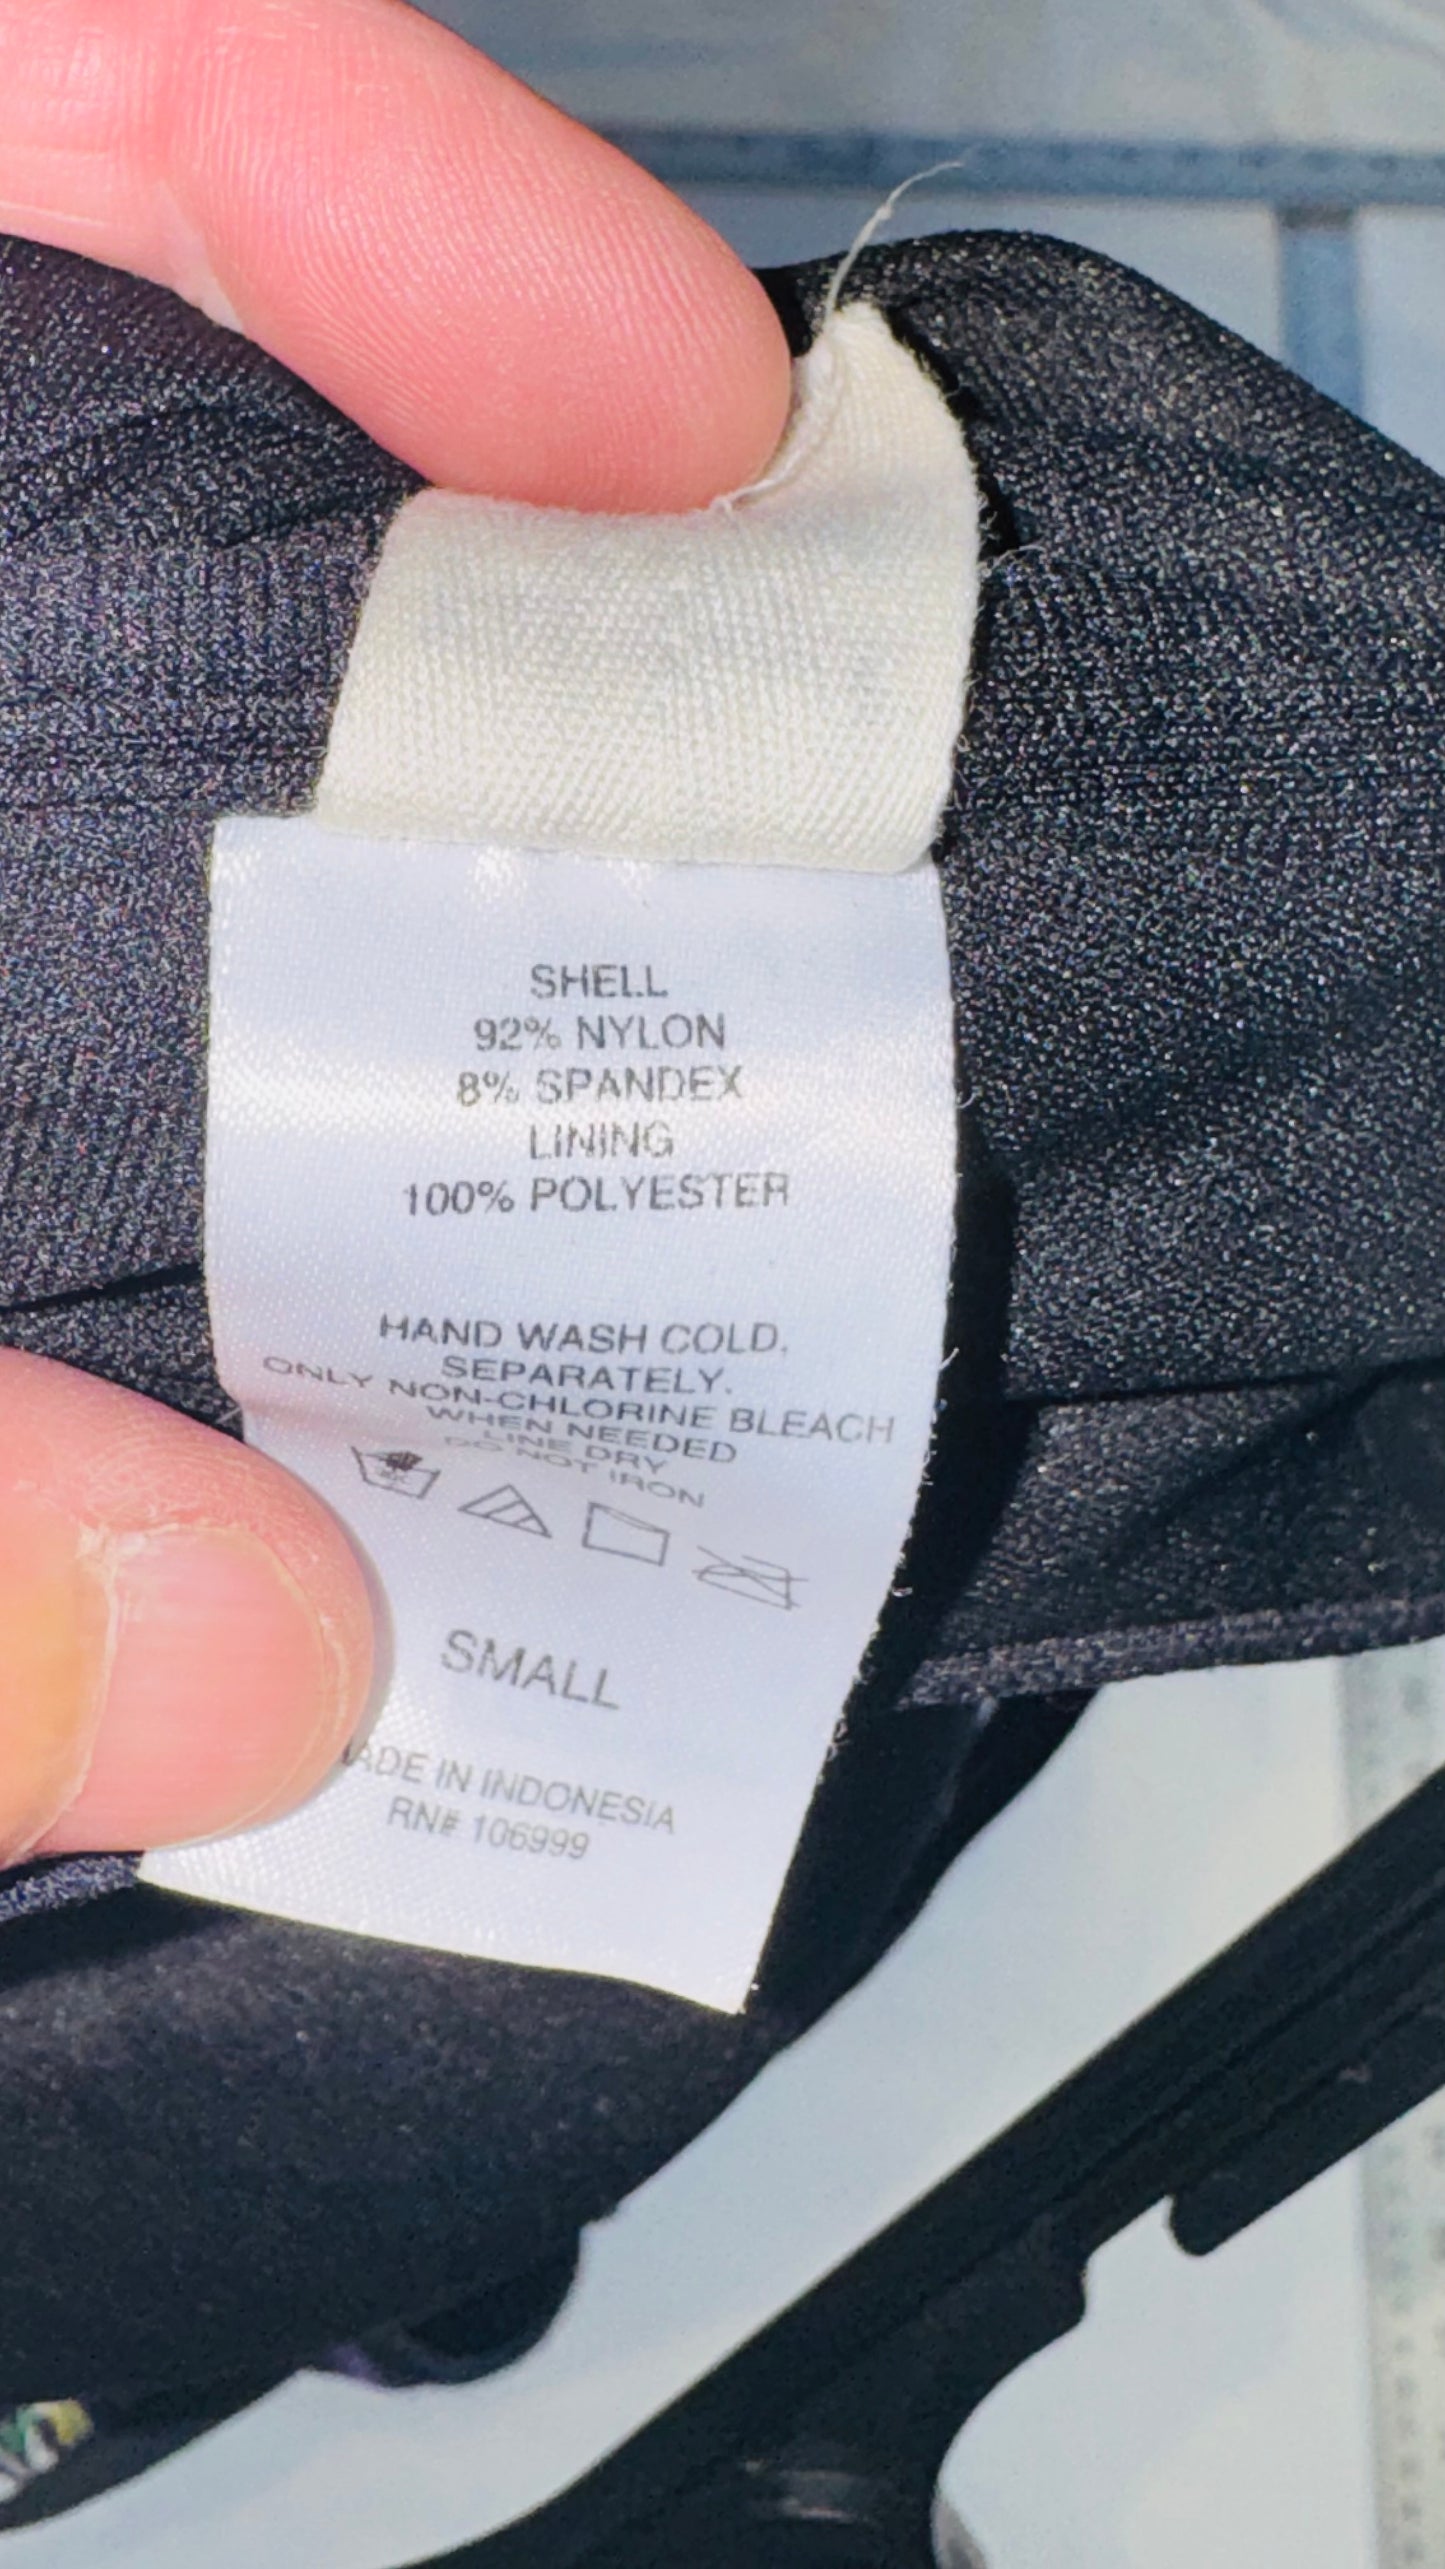 SHELL
92% NYLON
8% SPANDEX
LINING
100% POLYESTER
HAND WASH COLD,
SEPARATELY.
ONLY NON-CHLORINE BLEACH
WHEN NEEDED
LINE DRY
DO NOT IRON
SMALL
ADE IN INDONESIA
RN# 106999